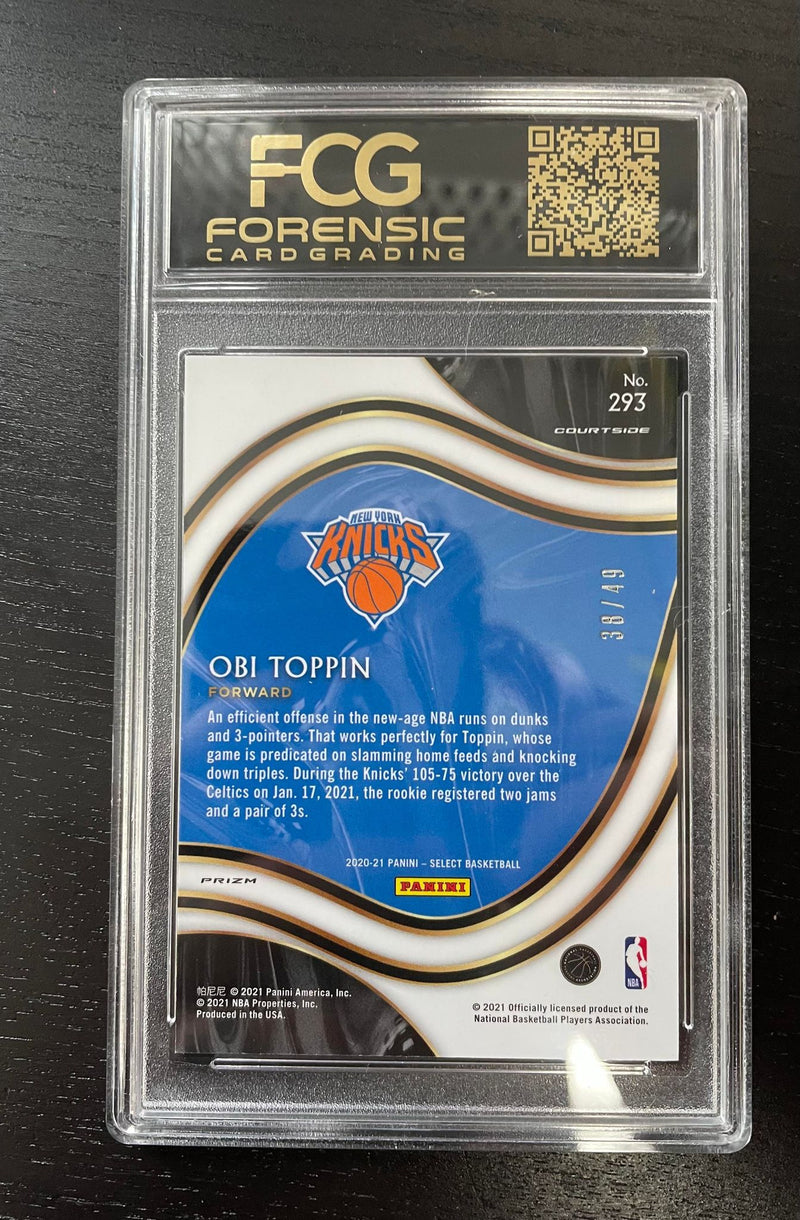 FCG
FORENSIC
CARD GRADING
No.
293
COURTSIDE
NEW YORK
KNICKS
38/49
OBI TOPPIN
FORWARD
An efficient offense in the new-age NBA runs on dunks
and 3-pointers. That works perfectly for Toppin, whose
game is predicated on slamming home feeds and knocking
down triples. During the Knicks' 105-75 victory over the
Celtics on Jan. 17, 2021, the rookie registered two jams
and a pair of 3s.
2020-21 PANINI – SELECT BASKETBALL
PANINI
PRIZM
NBA
帕尼尼 © 2021 Panini America, Inc.
© 2021 NBA Properties, Inc.
Produced in the USA.
© 2021 Officially licensed product of the
National Basketball Players Association.